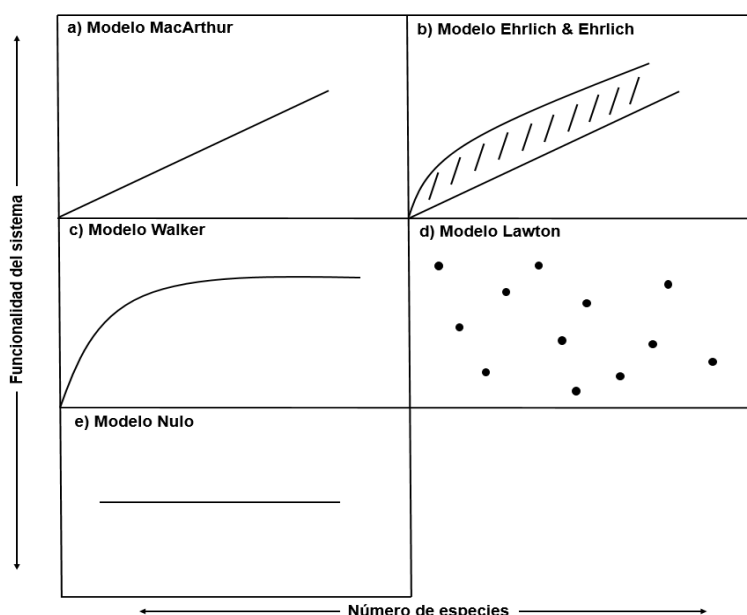 a) Modelo MacArthur
b) Modelo Ehrlich & Ehrlich
c) Modelo Walker
d) Modelo Lawton
e) Modelo Nulo
Funcionalidad del sistema
Número de especies